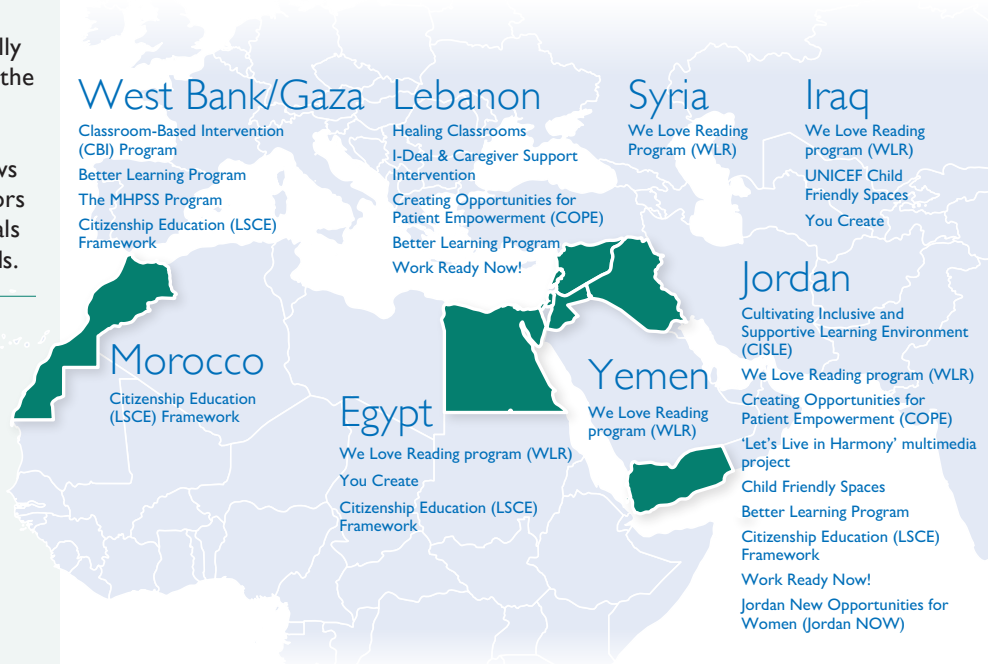 lly
the
ws
ors
als
ls.
West Bank/Gaza
Classroom-Based Intervention
(CBI) Program
Better Learning Program
The MHPSS Program
Citizenship Education (LSCE)
Framework
Lebanon
Healing Classrooms
I-Deal & Caregiver Support
Intervention
Creating Opportunities for
Patient Empowerment (COPE)
Better Learning Program
Work Ready Now!
Syria
We Love Reading
Program (WLR)
Iraq
We Love Reading
program (WLR)
UNICEF Child
Friendly Spaces
You Create
Morocco
Citizenship Education
(LSCE) Framework
Egypt
We Love Reading program (WLR)
You Create
Citizenship Education (LSCE)
Framework
Yemen
We Love Reading
program (WLR)
Jordan
Cultivating Inclusive and
Supportive Learning Environment
(CISLE)
We Love Reading program (WLR)
Creating Opportunities for
Patient Empowerment (COPE)
‘Let’s Live in Harmony’ multimedia
project
Child Friendly Spaces
Better Learning Program
Citizenship Education (LSCE)
Framework
Work Ready Now!
Jordan New Opportunities for
Women (Jordan NOW)